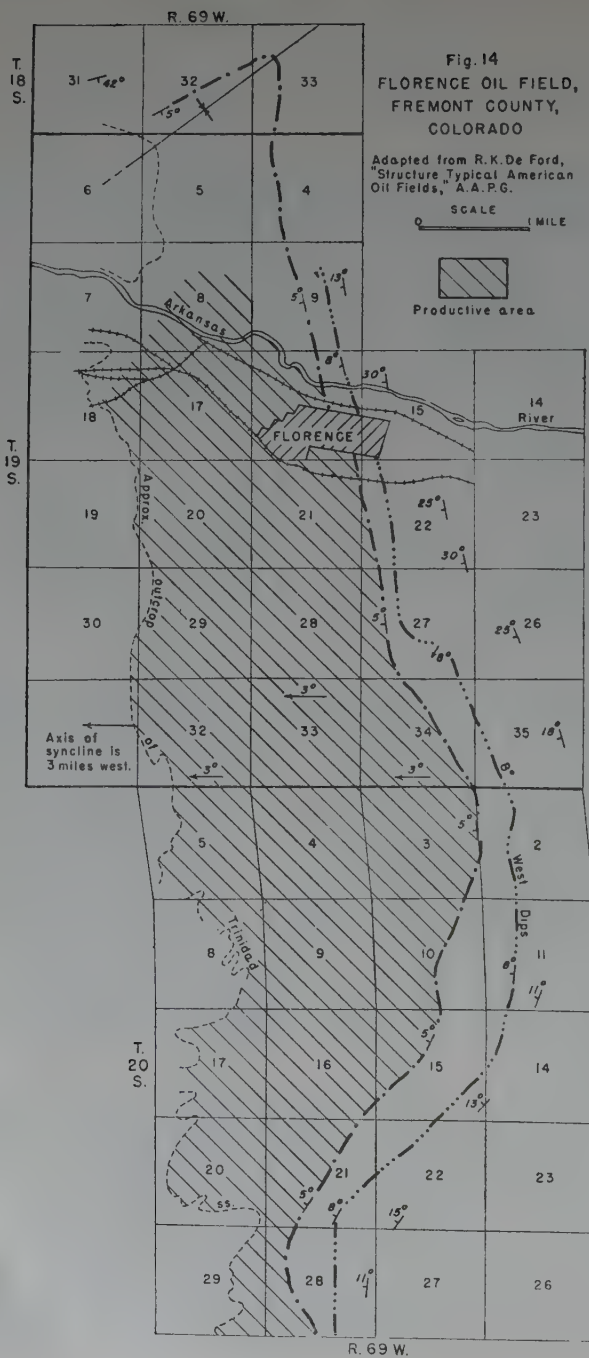 R. 69 W.
T.
18
S.
31
42°
32
33
5°
Fig. 14
FLORENCE OIL FIELD,
FREMONT COUNTY,
COLORADO
Adapted from R.K. De Ford,
"Structure Typical American
Oil Fields," A.A.P.G.
SCALE
0 1 MILE
Productive area
6 5 4
7 8 9
13°
5°
Arkansas
8°
30°
18 17 15 14
River
FLORENCE
T.
19
S.
19 20 21 22 23
Approx.
25°
30°
outcrop
30 29 28 27 26
5°
25°
18°
3°
32 33 34 35
18°
Axis of
syncline is
3 miles west.
of
3° 3°
8°
5 4 3 2
5°
West
Dips
Trinidad
8 9 10 11
8°
11°
T.
20
S.
17 16 15 14
5°
13°
20 21 22 23
ss.
5°
8°
15°
29 28 27 26
11°
R. 69 W.